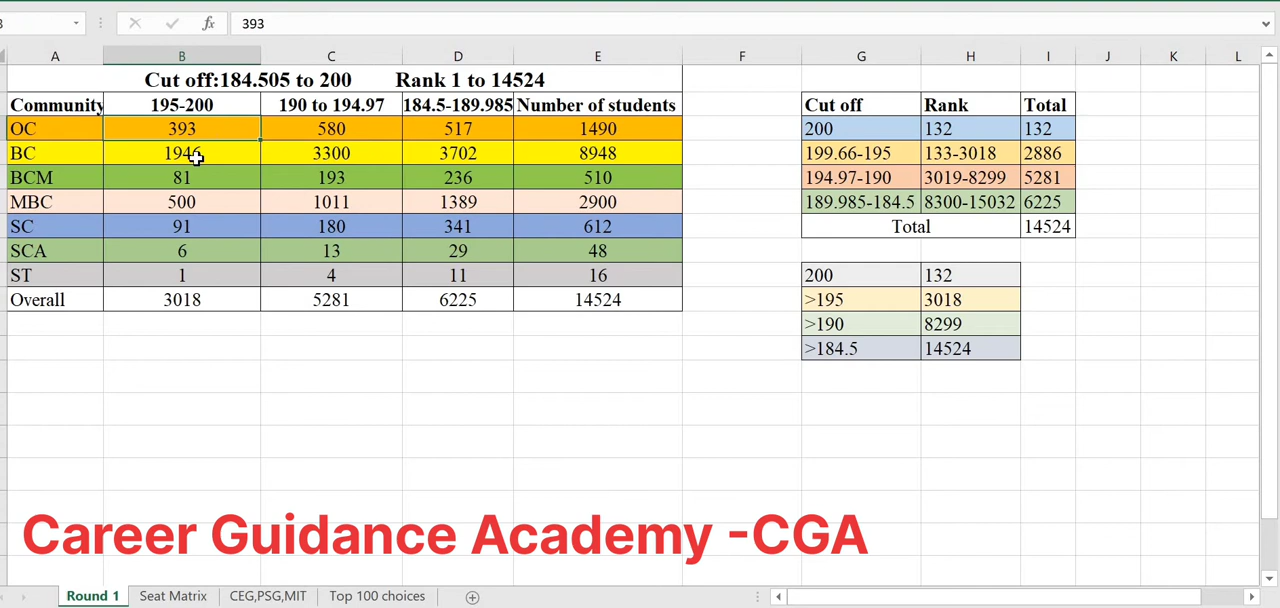 3
fx 393
A B C D E F G H I J K L
Cut off:184.505 to 200 Rank 1 to 14524
Community 195-200 190 to 194.97 184.5-189.985 Number of students
OC 393 580 517 1490
BC 1946 3300 3702 8948
BCM 81 193 236 510
MBC 500 1011 1389 2900
SC 91 180 341 612
SCA 6 13 29 48
ST 1 4 11 16
Overall 3018 5281 6225 14524
Cut off Rank Total
200 132 132
199.66-195 133-3018 2886
194.97-190 3019-8299 5281
189.985-184.5 8300-15032 6225
Total 14524
200 132
>195 3018
>190 8299
>184.5 14524
Career Guidance Academy -CGA
Round 1 Seat Matrix CEG,PSG,MIT Top 100 choices